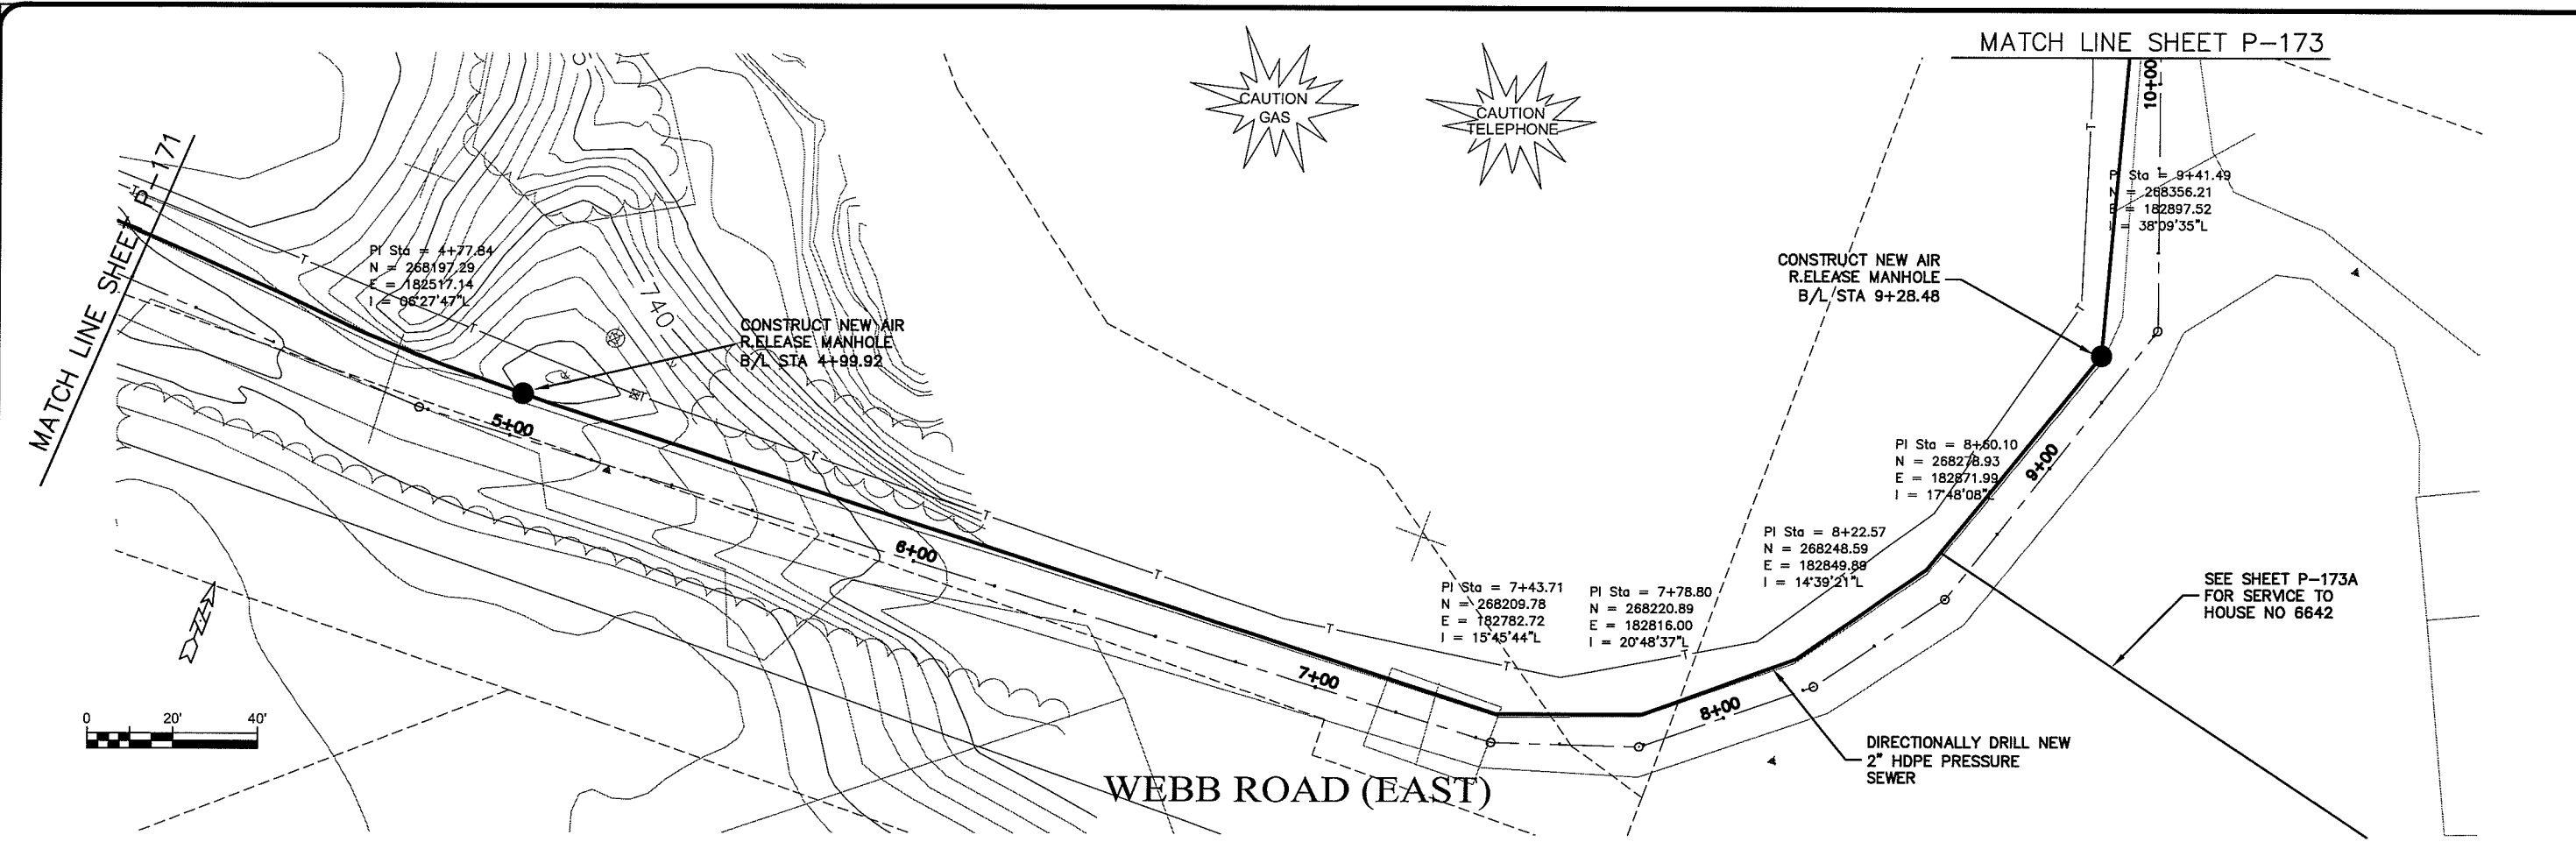 MATCH LINE SHEET P-173
10+00
CAUTION
GAS
CAUTION
TELEPHONE
MATCH LINE SHEET P-171
PI Sta = 9+41.49
N = 268356.21
E = 182897.52
I = 38°09'35"L
PI Sta = 4+77.84
N = 268197.29
E = 182517.14
I = 06°27'47"L
CONSTRUCT NEW AIR
R.ELEASE MANHOLE
B/L STA 9+28.48
740
CONSTRUCT NEW AIR
R.ELEASE MANHOLE
B/L STA 4+99.92
5+00
PI Sta = 8+60.10
N = 268278.93
E = 182871.99
I = 17°48'08"L
9+00
6+00
PI Sta = 8+22.57
N = 268248.59
E = 182849.89
I = 14°39'21"L
PI Sta = 7+43.71
N = 268209.78
E = 182782.72
I = 15°45'44"L
PI Sta = 7+78.80
N = 268220.89
E = 182816.00
I = 20°48'37"L
SEE SHEET P-173A
FOR SERVICE TO
HOUSE NO 6642
T
T
T
T
T
T
T
T
T
T
T
T
7+00
8+00
0 20' 40'
DIRECTIONALLY DRILL NEW
2" HDPE PRESSURE
SEWER
WEBB ROAD (EAST)